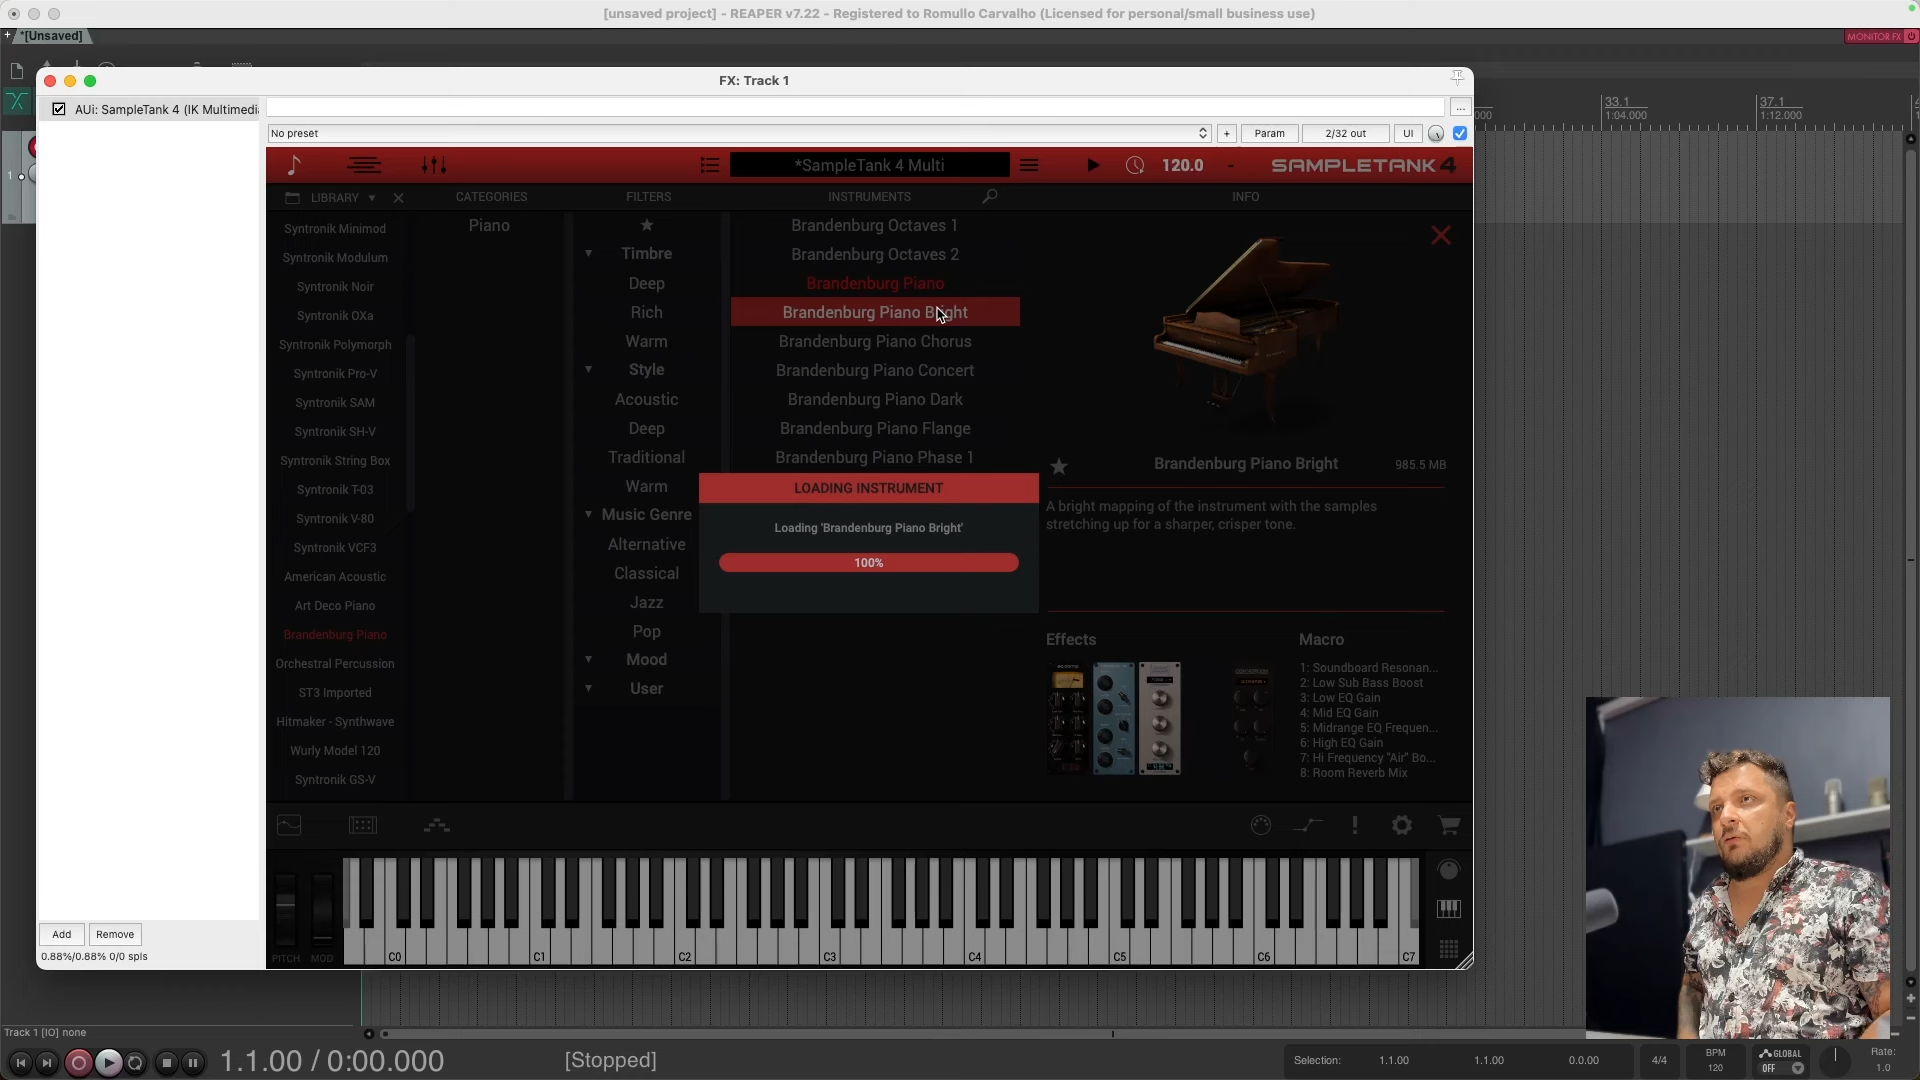 [unsaved project] - REAPER v7.22 - Registered to Romullo Carvalho (Licensed for personal/small business use)
*[Unsaved]
MONITOR FX
FX: Track 1
AUi: SampleTank 4 (IK Multimedia
...
No preset
+
Param
2/32 out
UI
33.1
1:04.000
37.1
1:12.000
*SampleTank 4 Multi
120.0
-
SAMPLETANK 4
LIBRARY
CATEGORIES
FILTERS
INSTRUMENTS
INFO
Syntronik Minimod
Syntronik Modulum
Syntronik Noir
Syntronik OXa
Syntronik Polymorph
Syntronik Pro-V
Syntronik SAM
Syntronik SH-V
Syntronik String Box
Syntronik T-03
Syntronik V-80
Syntronik VCF3
American Acoustic
Art Deco Piano
Brandenburg Piano
Orchestral Percussion
ST3 Imported
Hitmaker - Synthwave
Wurly Model 120
Syntronik GS-V
Piano
Timbre
Deep
Rich
Warm
Style
Acoustic
Deep
Traditional
Warm
Music Genre
Alternative
Classical
Jazz
Pop
Mood
User
Brandenburg Octaves 1
Brandenburg Octaves 2
Brandenburg Piano
Brandenburg Piano Bright
Brandenburg Piano Chorus
Brandenburg Piano Concert
Brandenburg Piano Dark
Brandenburg Piano Flange
Brandenburg Piano Phase 1
LOADING INSTRUMENT
Loading 'Brandenburg Piano Bright'
100%
Brandenburg Piano Bright
985.5 MB
A bright mapping of the instrument with the samples
stretching up for a sharper, crisper tone.
Effects
Macro
1: Soundboard Resonan...
2: Low Sub Bass Boost
3: Low EQ Gain
4: Mid EQ Gain
5: Midrange EQ Frequen...
6: High EQ Gain
7: Hi Frequency "Air" Bo...
8: Room Reverb Mix
PITCH
MOD
C0
C1
C2
C3
C4
C5
C6
C7
Add
Remove
0.88%/0.88% 0/0 spls
1
Track 1 [IO] none
1.1.00 / 0:00.000
[Stopped]
Selection:
1.1.00
1.1.00
0.0.00
4/4
BPM
120
GLOBAL
OFF
Rate:
1.0